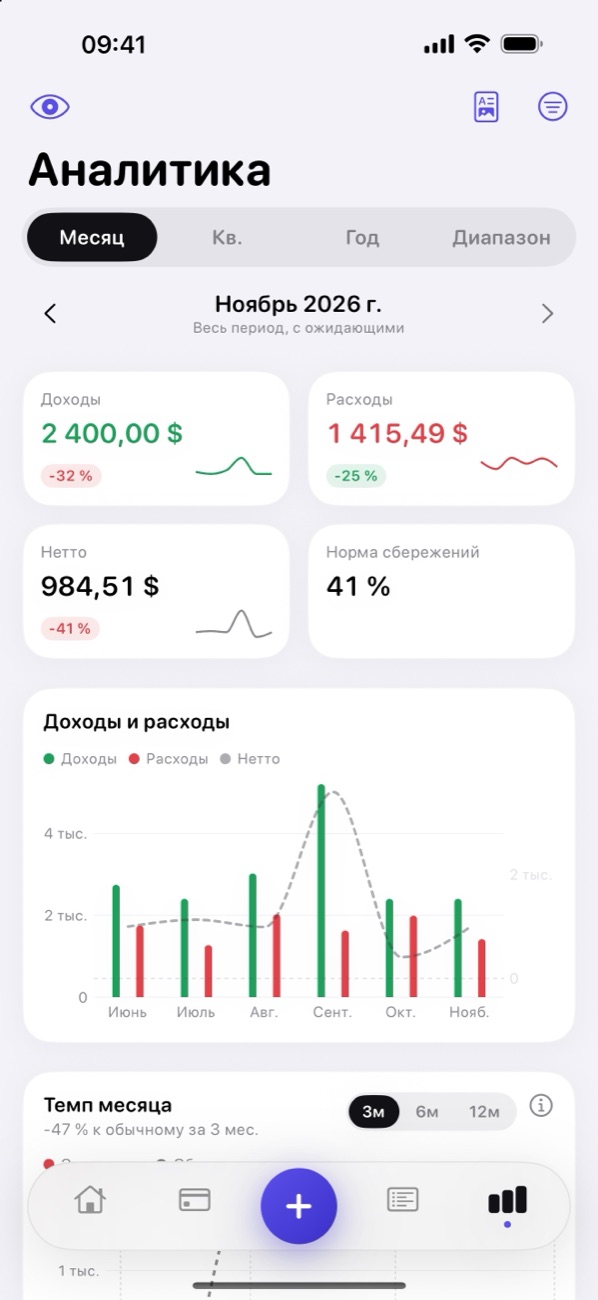 09:41
Аналитика
Месяц Кв. Год Диапазон
Ноябрь 2026 г.
Весь период, с ожидающими
Доходы
2 400,00 $
-32 %
Расходы
1 415,49 $
-25 %
Нетто
984,51 $
-41 %
Норма сбережений
41 %
Доходы и расходы
Доходы Расходы Нетто
4 тыс.
2 тыс.
2 тыс.
0
0
Июнь Июль Авг. Сент. Окт. Нояб.
Темп месяца
-47 % к обычному за 3 мес.
3м 6м 12м
1 тыс.